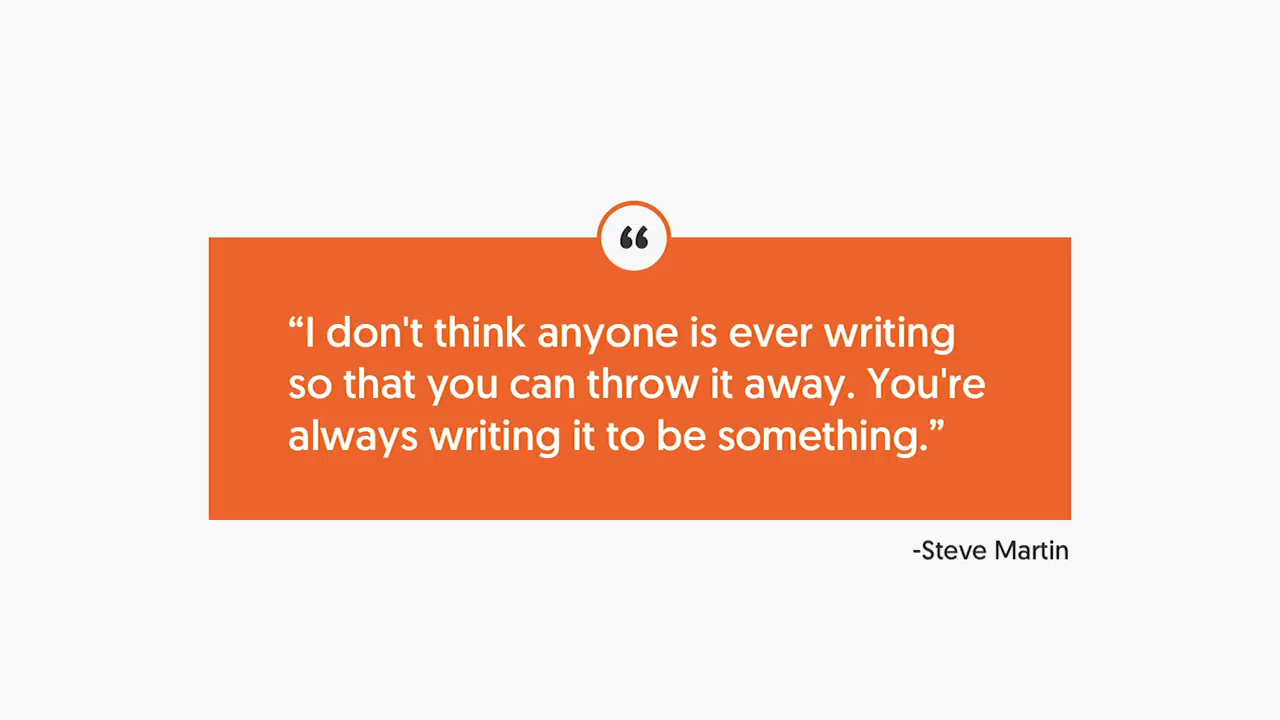 “
“I don't think anyone is ever writing
so that you can throw it away. You're
always writing it to be something.”
-Steve Martin